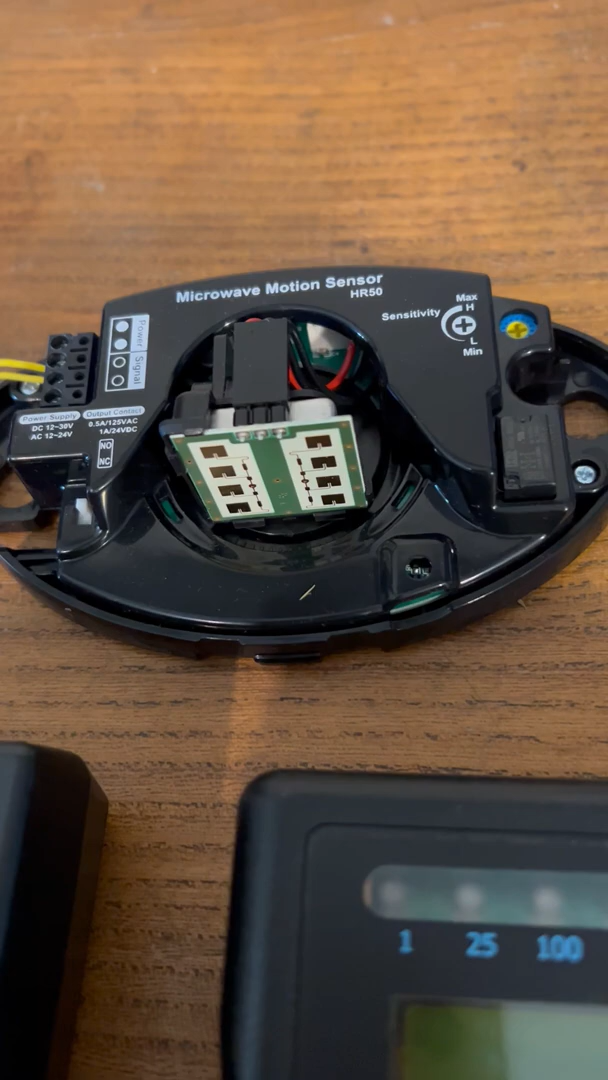 Microwave Motion Sensor
HR50
Sensitivity
Max
H
L
Min
Power
Signal
Power Supply
DC 12~30V
AC 12~24V
Output Contact
0.5A/125VAC
1A/24VDC
NO
NC
1 25 100